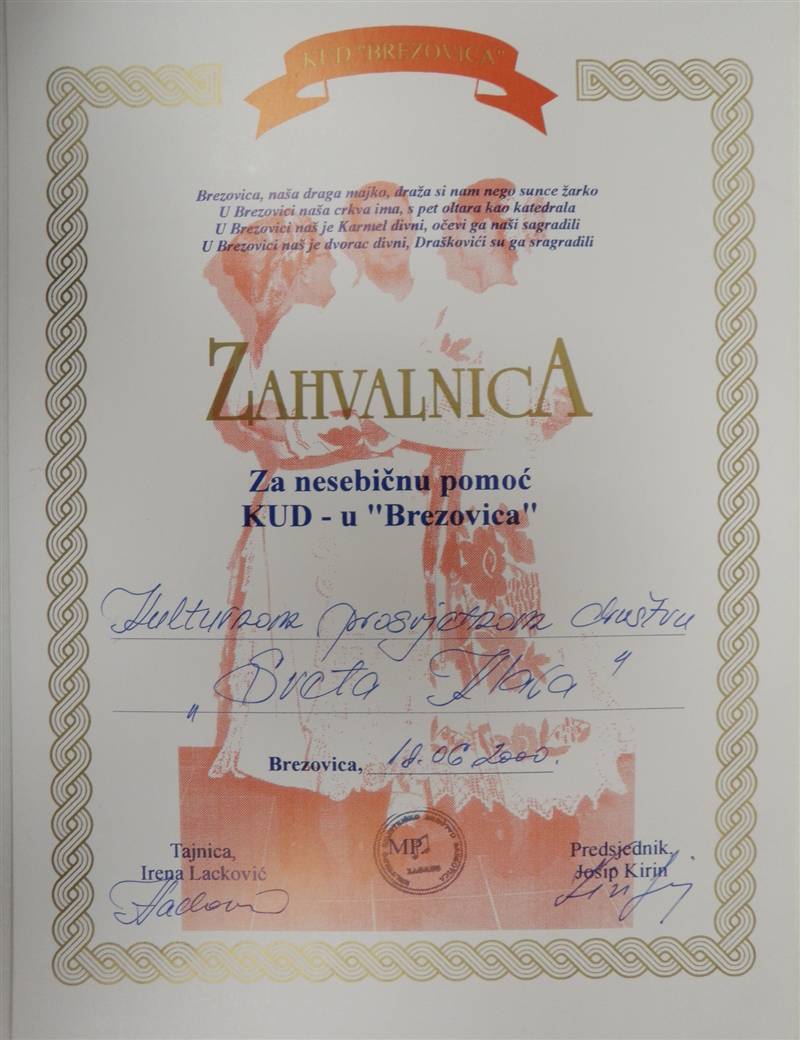 KUD "BREZOVICA"
Brezovica, naša draga majko, draža si nam nego sunce žarko
U Brezovici naša crkva ima, s pet oltara kao katedrala
U Brezovici naš je Karmel divni, očevi ga naši sagradili
U Brezovici naš je dvorac divni, Draškovići su ga sragradili
ZAHVALNICA
Za nesebičnu pomoć
KUD - u "Brezovica"
Kulturnom prosvjetnom društvu
„Sveta Klara“
Brezovica, 18.06 2000.
Tajnica,
Irena Lacković
MP.
ZAGREB
Predsjednik,
Josip Kirin